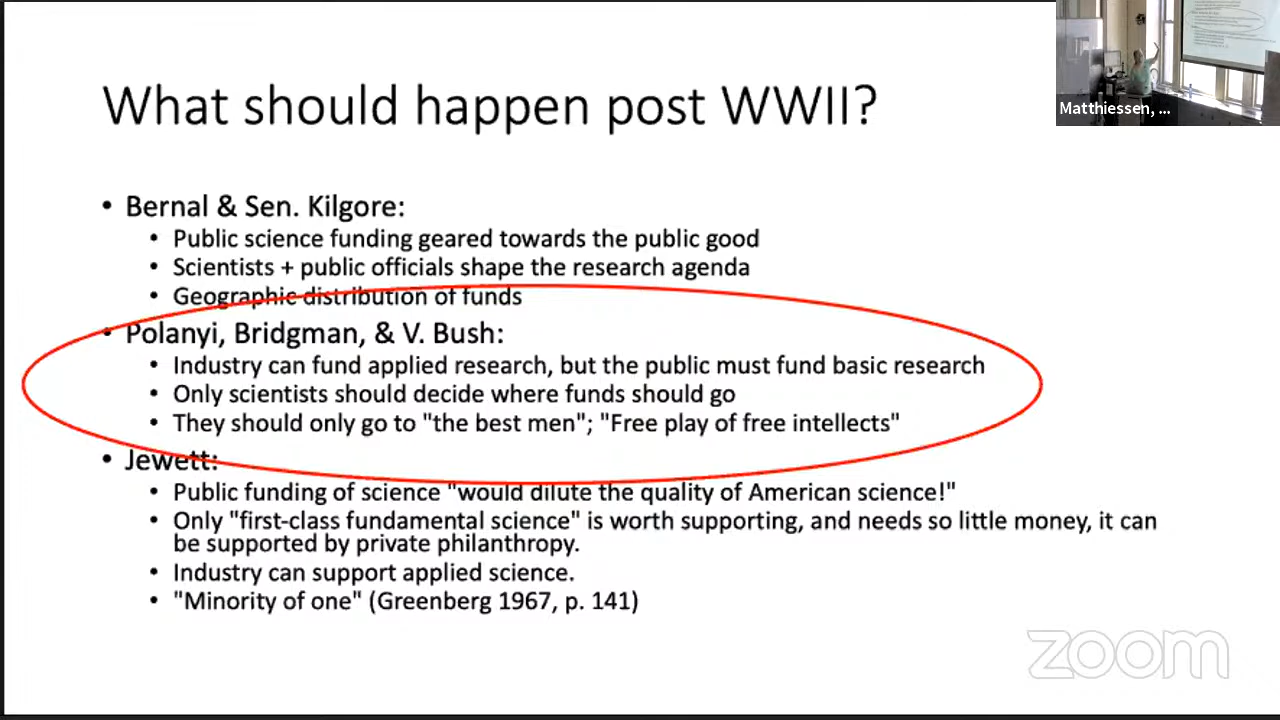 What should happen post WWII?
Matthiessen, ...
• Bernal & Sen. Kilgore:
• Public science funding geared towards the public good
• Scientists + public officials shape the research agenda
• Geographic distribution of funds
• Polanyi, Bridgman, & V. Bush:
• Industry can fund applied research, but the public must fund basic research
• Only scientists should decide where funds should go
• They should only go to "the best men"; "Free play of free intellects"
• Jewett:
• Public funding of science "would dilute the quality of American science!"
• Only "first-class fundamental science" is worth supporting, and needs so little money, it can
be supported by private philanthropy.
• Industry can support applied science.
• "Minority of one" (Greenberg 1967, p. 141)
zoom